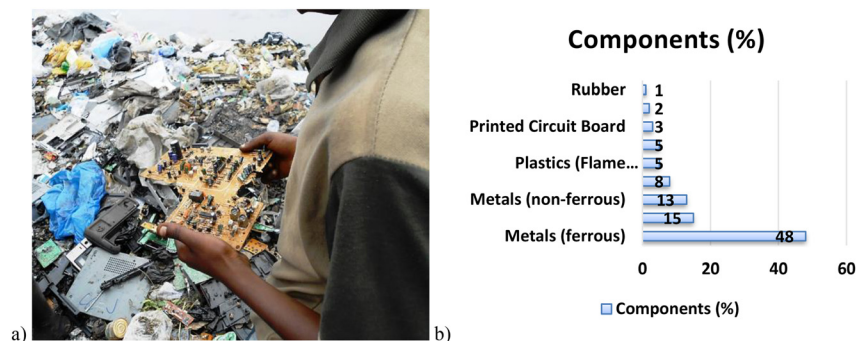 a)
b)
Components (%)
Rubber 1
2
Printed Circuit Board 3
5
Plastics (Flame... 5
8
Metals (non-ferrous) 13
15
Metals (ferrous) 48
0 20 40 60
Components (%)